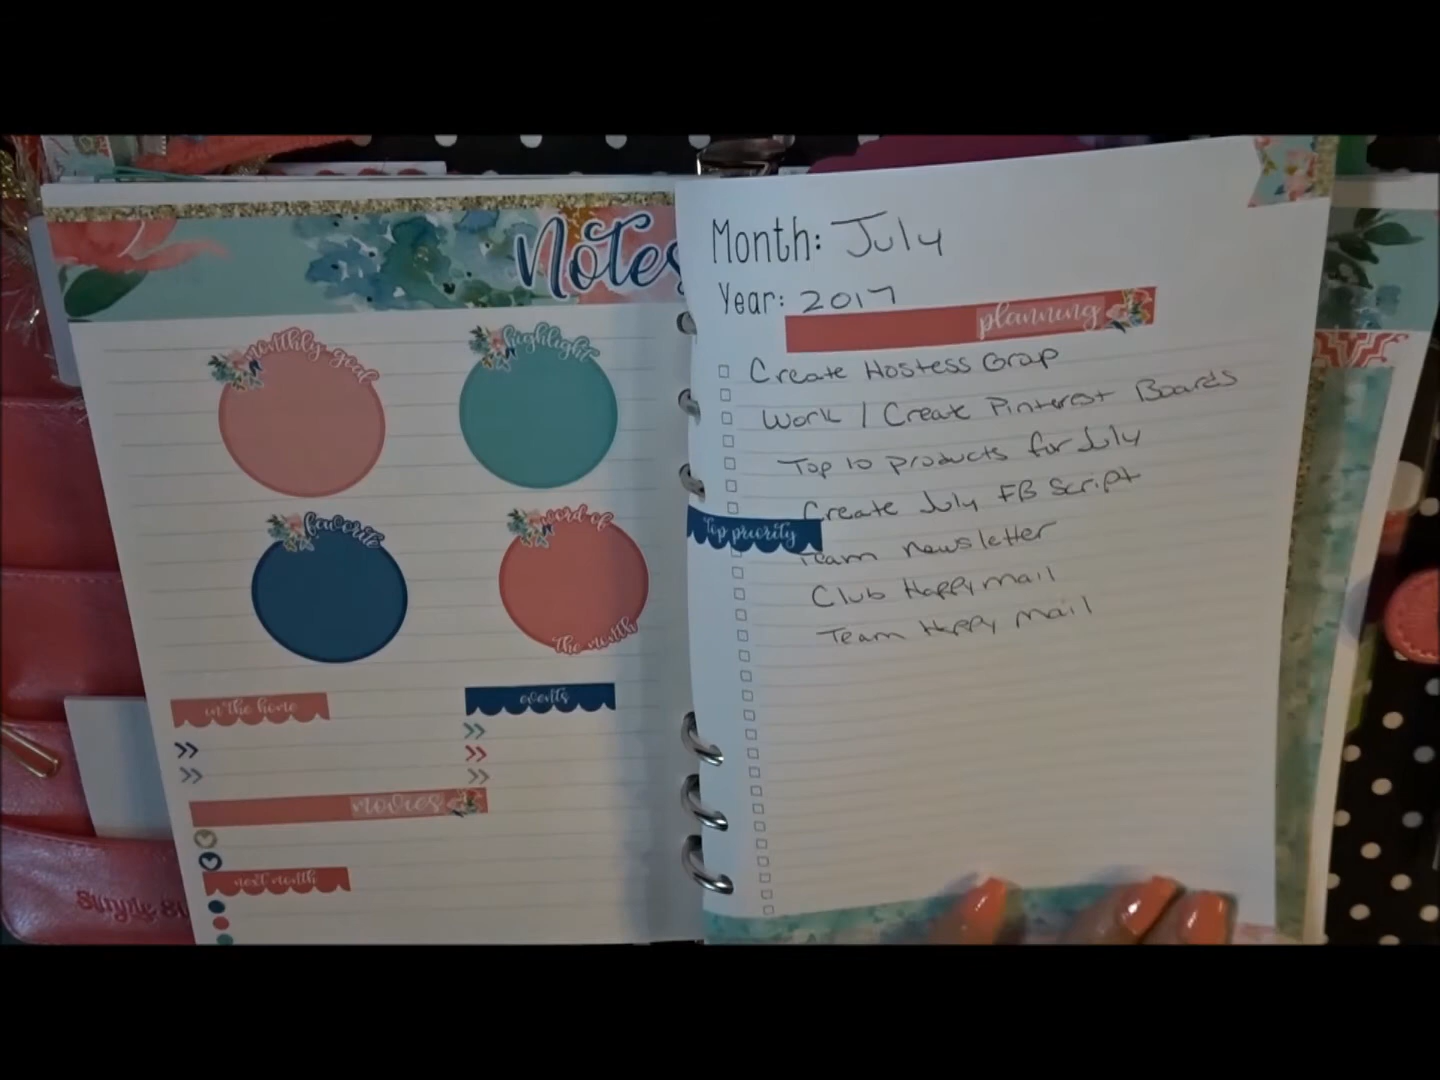 Notes
monthly goal
highlight
favorite
word of
the month
in the home
events
movies
next month
Month: July
Year: 2017
planning
Create Hostess Grop
Work / Create Pinterest Boards
Top 10 products for July
Create July FB Script
Top priority
Team Newsletter
Club Happy mail
Team Happy mail